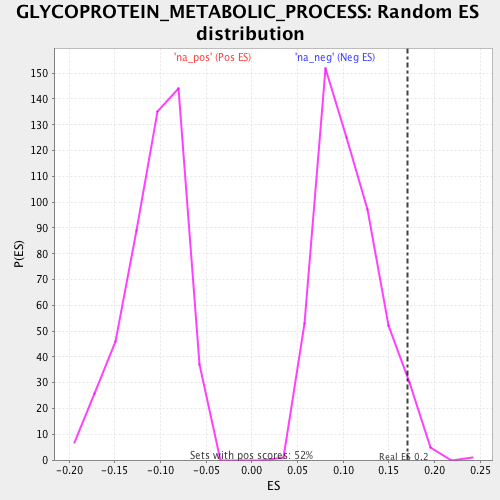 GLYCOPROTEIN_METABOLIC_PROCESS: Random ES
distribution
'na_pos' (Pos ES) 'na_neg' (Neg ES)
150
140
130
120
110
100
90
80
70
60
50
40
30
20
10
0
P(ES)
Sets with pos scores: 52%
Real ES 0.2
-0.20 -0.15 -0.10 -0.05 0.00 0.05 0.10 0.15 0.20 0.25
ES